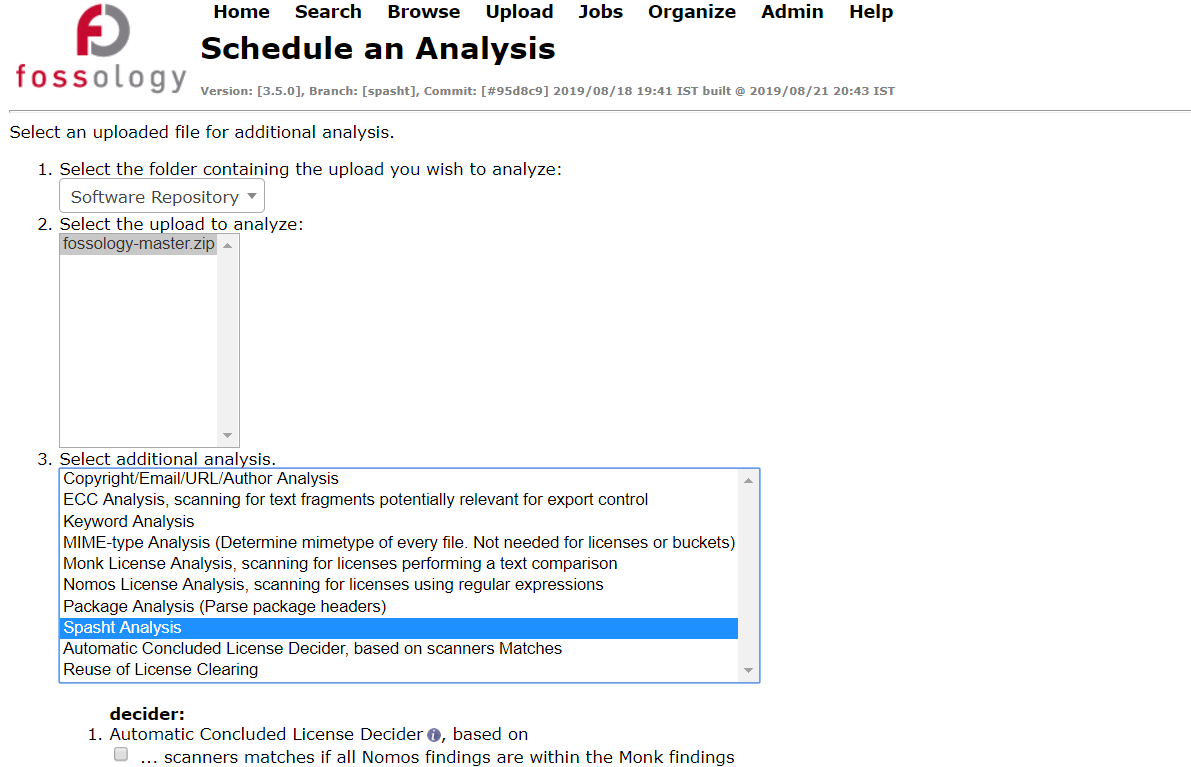 Home Search Browse Upload Jobs Organize Admin Help
fossology
Schedule an Analysis
Version: [3.5.0], Branch: [spasht], Commit: [#95d8c9] 2019/08/18 19:41 IST built @ 2019/08/21 20:43 IST
Select an uploaded file for additional analysis.
1. Select the folder containing the upload you wish to analyze:
Software Repository
2. Select the upload to analyze:
fossology-master.zip
3. Select additional analysis.
Copyright/Email/URL/Author Analysis
ECC Analysis, scanning for text fragments potentially relevant for export control
Keyword Analysis
MIME-type Analysis (Determine mimetype of every file. Not needed for licenses or buckets)
Monk License Analysis, scanning for licenses performing a text comparison
Nomos License Analysis, scanning for licenses using regular expressions
Package Analysis (Parse package headers)
Spasht Analysis
Automatic Concluded License Decider, based on scanners Matches
Reuse of License Clearing
decider:
1. Automatic Concluded License Decider i, based on
... scanners matches if all Nomos findings are within the Monk findings